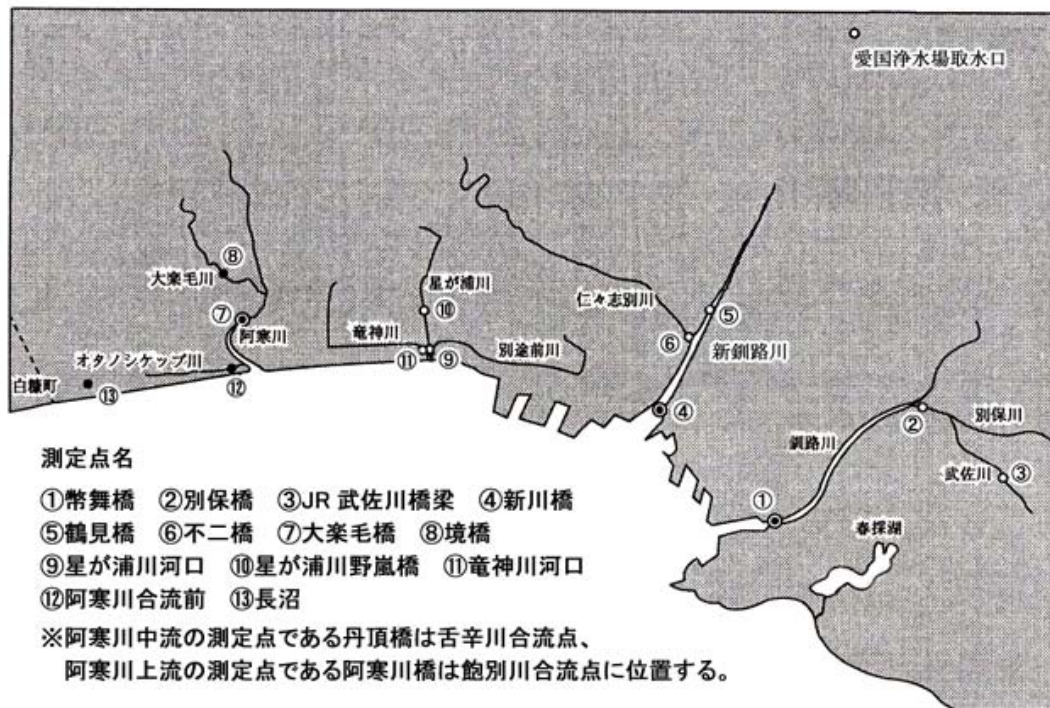 愛国浄水場取水口
⑧
大楽毛川
星が浦川
仁々志別川
⑩
⑤
⑦
阿寒川
竜神川
⑥
新釧路川
オタノシケップ川
⑪
⑨
別途前川
白糠町
⑬
⑫
④
②
別保川
釧路川
武佐川
③
①
春採湖
測定点名
①幣舞橋 ②別保橋 ③JR 武佐川橋梁 ④新川橋
⑤鶴見橋 ⑥不二橋 ⑦大楽毛橋 ⑧境橋
⑨星が浦川河口 ⑩星が浦川野嵐橋 ⑪竜神川河口
⑫阿寒川合流前 ⑬長沼
※阿寒川中流の測定点である丹頂橋は舌辛川合流点、
阿寒川上流の測定点である阿寒川橋は飽別川合流点に位置する。